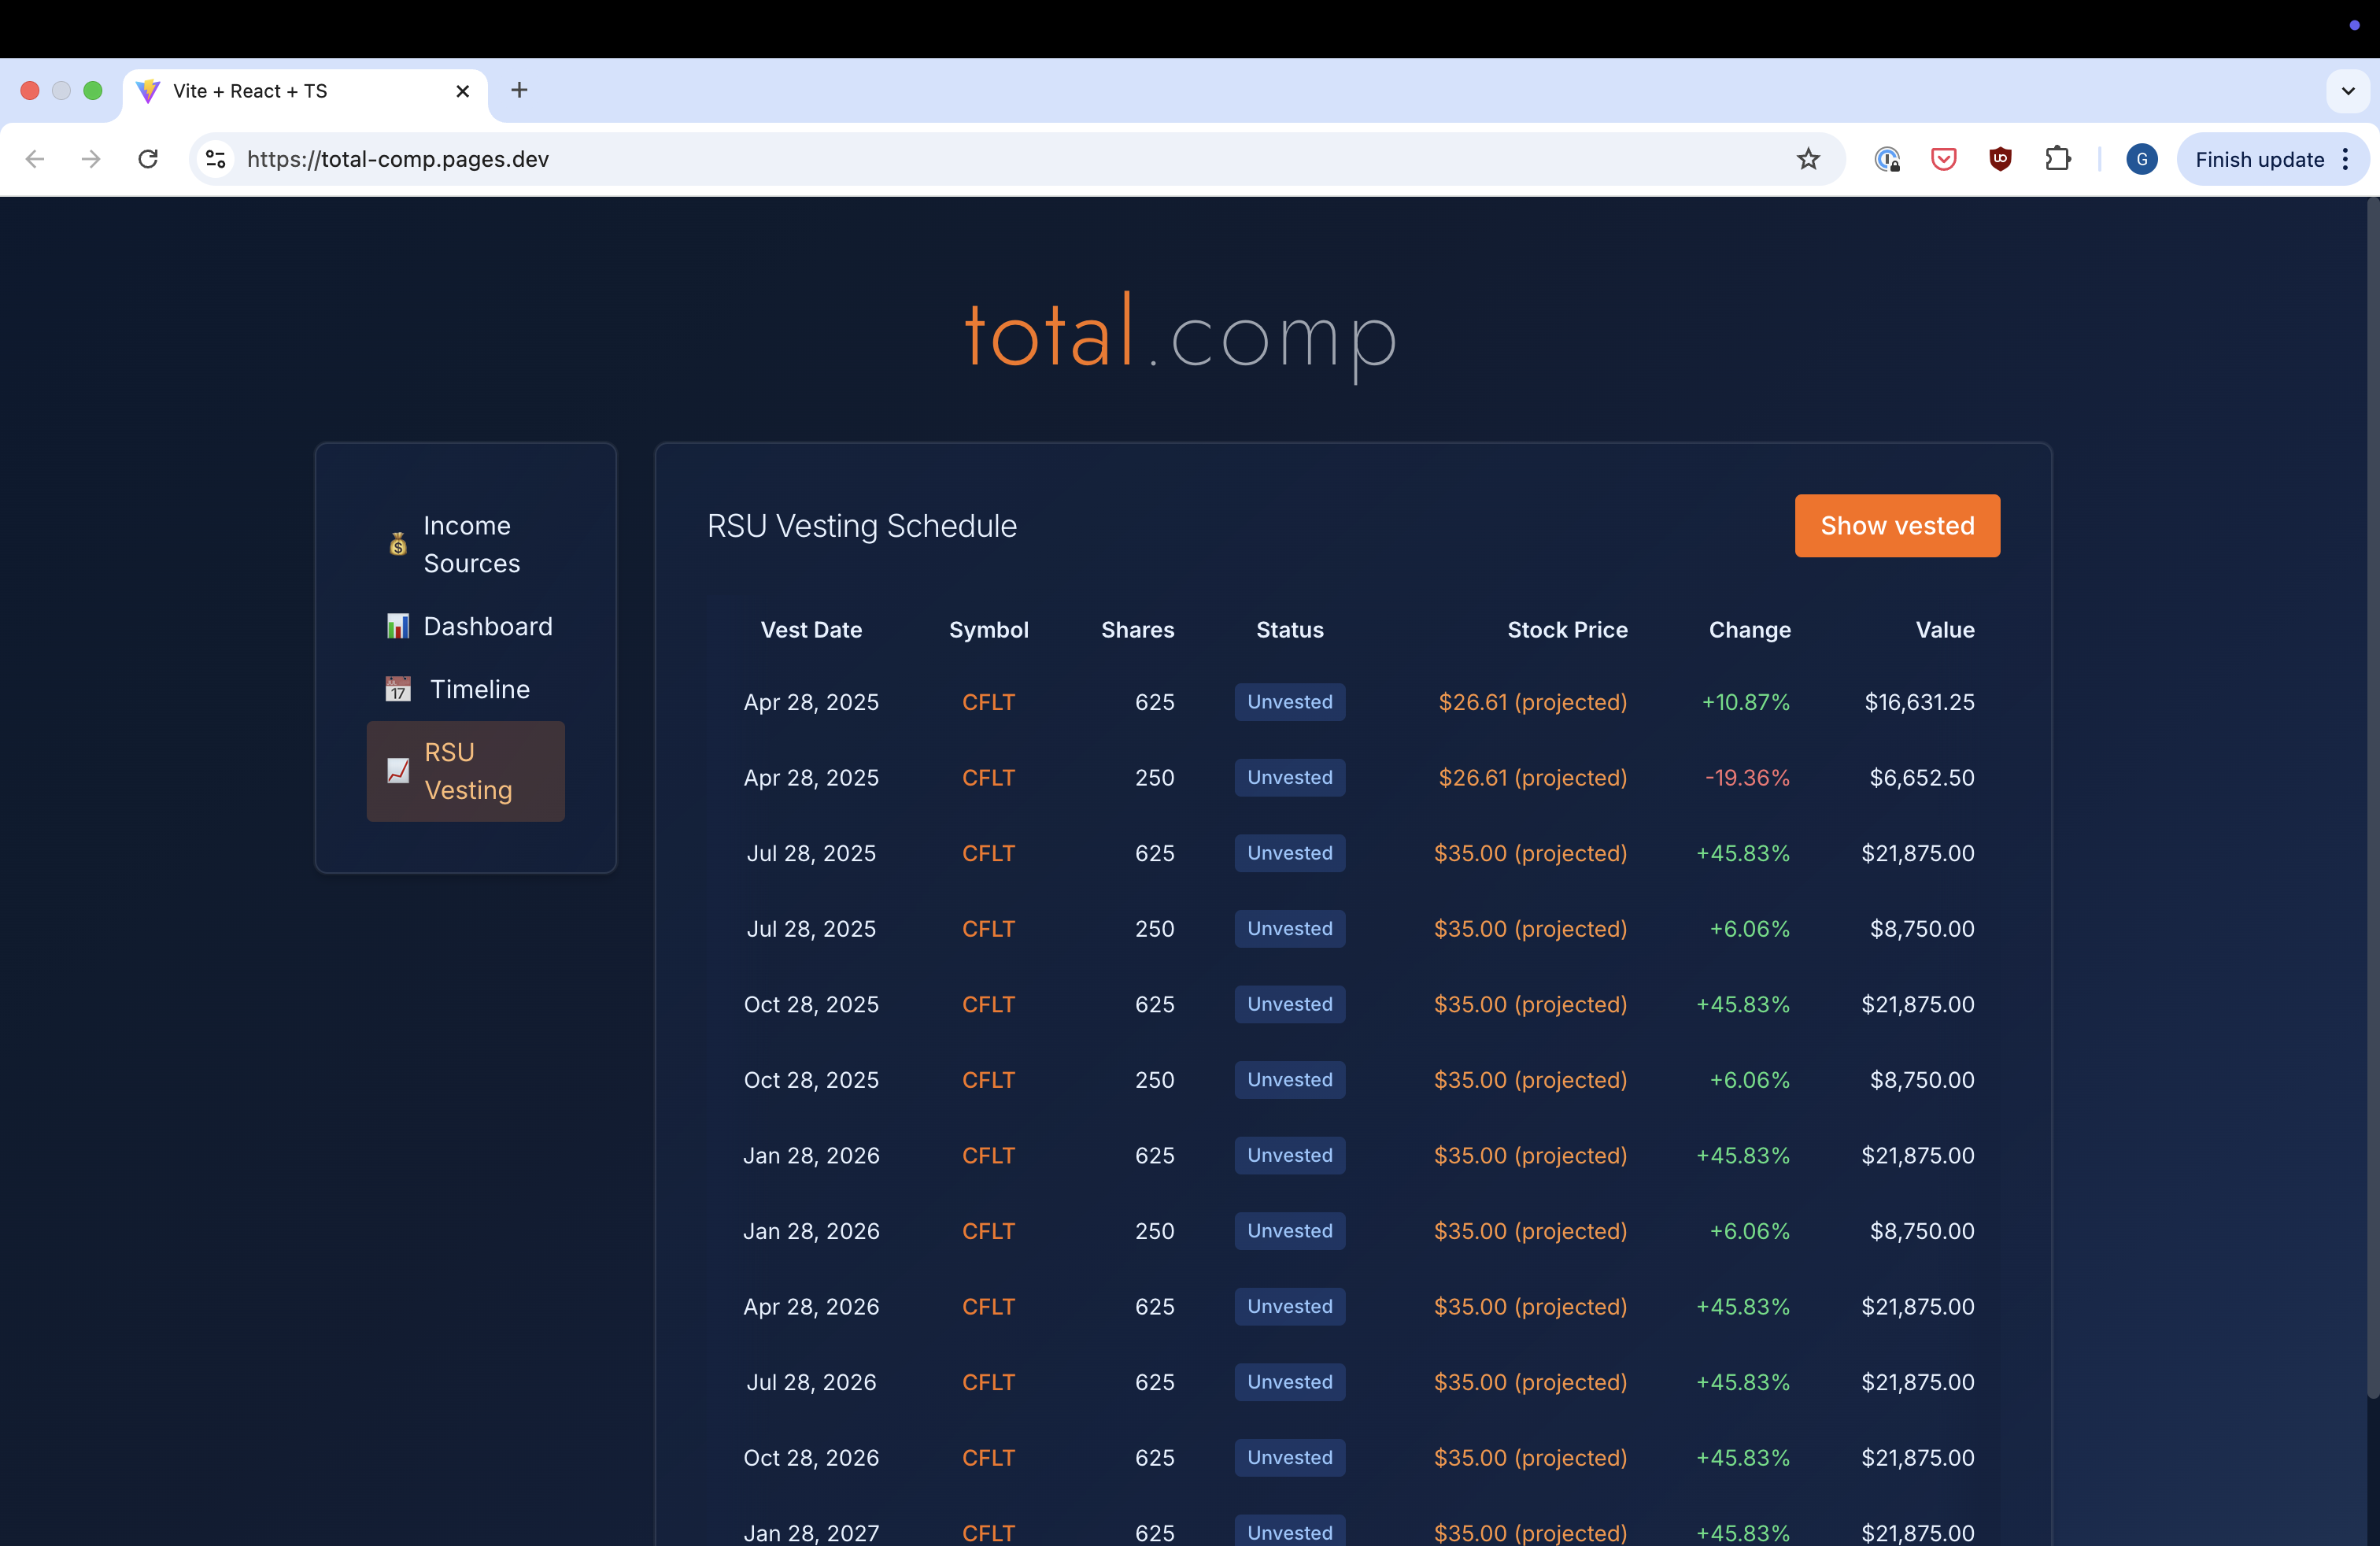 Vite + React + TS
https://total-comp.pages.dev
G
Finish update
total.comp
Income
Sources
Dashboard
17 Timeline
RSU
Vesting
RSU Vesting Schedule
Show vested
Vest Date Symbol Shares Status Stock Price Change Value
Apr 28, 2025 CFLT 625 Unvested $26.61 (projected) +10.87% $16,631.25
Apr 28, 2025 CFLT 250 Unvested $26.61 (projected) -19.36% $6,652.50
Jul 28, 2025 CFLT 625 Unvested $35.00 (projected) +45.83% $21,875.00
Jul 28, 2025 CFLT 250 Unvested $35.00 (projected) +6.06% $8,750.00
Oct 28, 2025 CFLT 625 Unvested $35.00 (projected) +45.83% $21,875.00
Oct 28, 2025 CFLT 250 Unvested $35.00 (projected) +6.06% $8,750.00
Jan 28, 2026 CFLT 625 Unvested $35.00 (projected) +45.83% $21,875.00
Jan 28, 2026 CFLT 250 Unvested $35.00 (projected) +6.06% $8,750.00
Apr 28, 2026 CFLT 625 Unvested $35.00 (projected) +45.83% $21,875.00
Jul 28, 2026 CFLT 625 Unvested $35.00 (projected) +45.83% $21,875.00
Oct 28, 2026 CFLT 625 Unvested $35.00 (projected) +45.83% $21,875.00
Jan 28, 2027 CFLT 625 Unvested $35.00 (projected) +45.83% $21,875.00